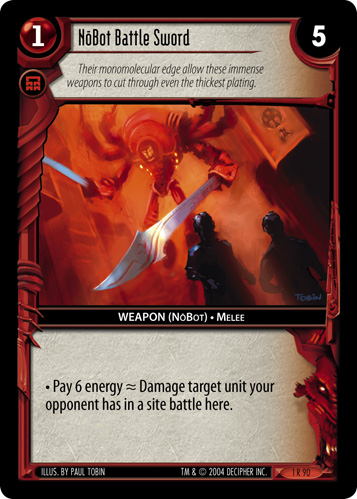 1
NōBot Battle Sword
5
Their monomolecular edge allow these immense
weapons to cut through even the thickest plating.
TOBIN
WEAPON (NōBot) • Melee
• Pay 6 energy ≈ Damage target unit your
opponent has in a site battle here.
ILLUS. BY PAUL TOBIN
TM & © 2004 DECIPHER INC.
1 R 90